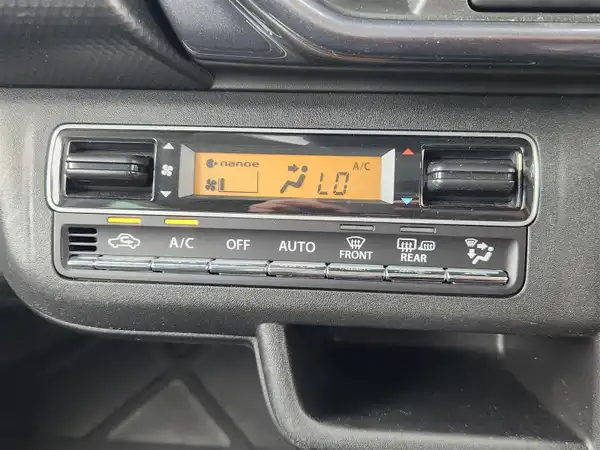 nanoe
A/C
LO
A/C OFF AUTO FRONT REAR